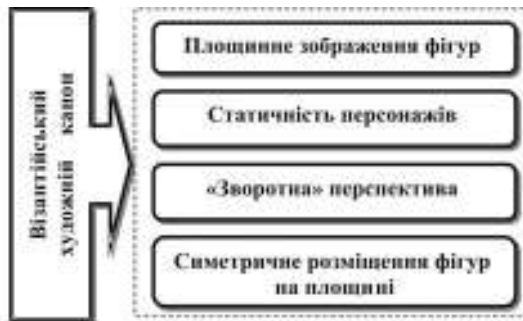 Візантійський
художній канон
Площинне зображення фігур
Статичність персонажів
«Зворотна» перспектива
Симетричне розміщення фігур
на площині